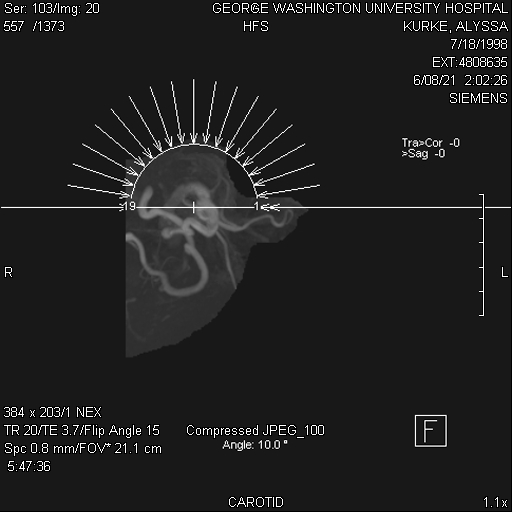 Ser: 103/Img: 20
557 /1373
GEORGE WASHINGTON UNIVERSITY HOSPITAL
HFS
KURKE, ALYSSA
7/18/1998
EXT:4808635
6/08/21 2:02:26
SIEMENS
Tra>Cor -0
>Sag -0
19
1
R
L
384 x 203/1 NEX
TR 20/TE 3.7/Flip Angle 15
Spc 0.8 mm/FOV* 21.1 cm
5:47:36
Compressed JPEG_100
Angle: 10.0 °
F
CAROTID
1.1x